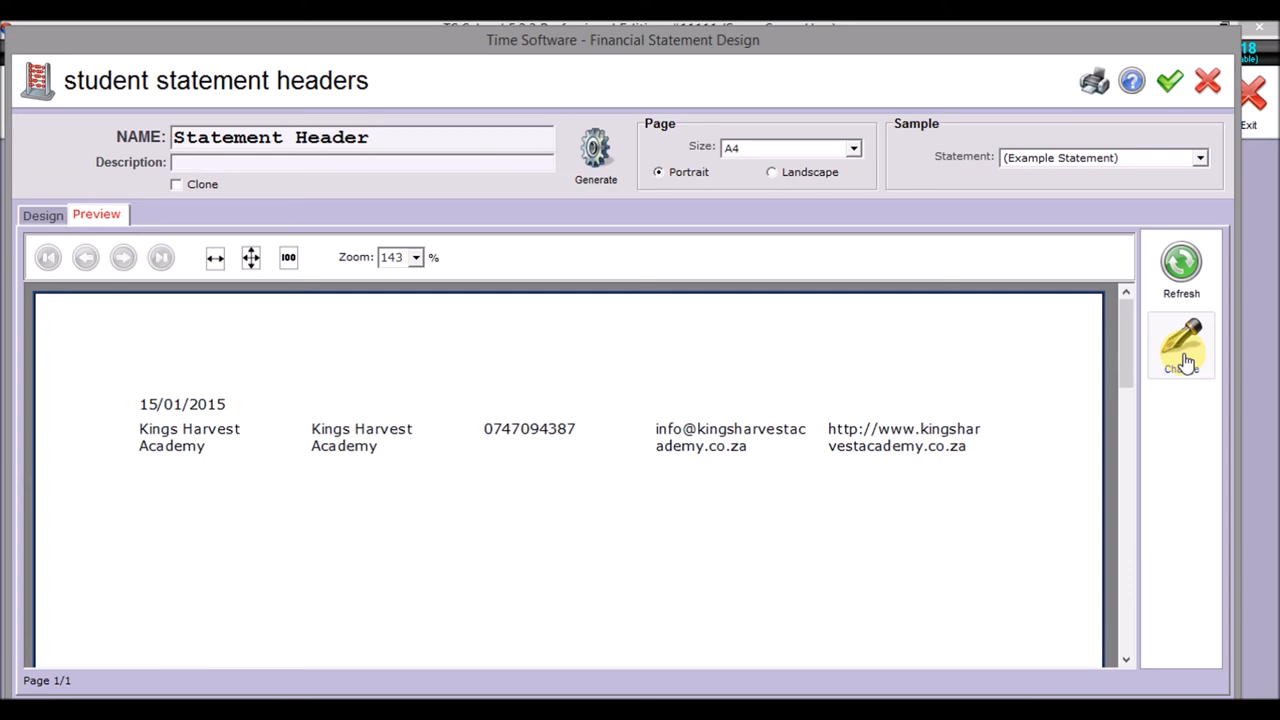 Time Software - Financial Statement Design
18
student statement headers
NAME: Statement Header
Description:
Clone
Generate
Page
Size: A4
Portrait Landscape
Sample
Statement: (Example Statement)
Exit
Design Preview
100 Zoom: 143 %
Refresh
15/01/2015
Kings Harvest Kings Harvest 0747094387 info@kingsharvestac http://www.kingshar
Academy Academy ademy.co.za vestacademy.co.za
Page 1/1